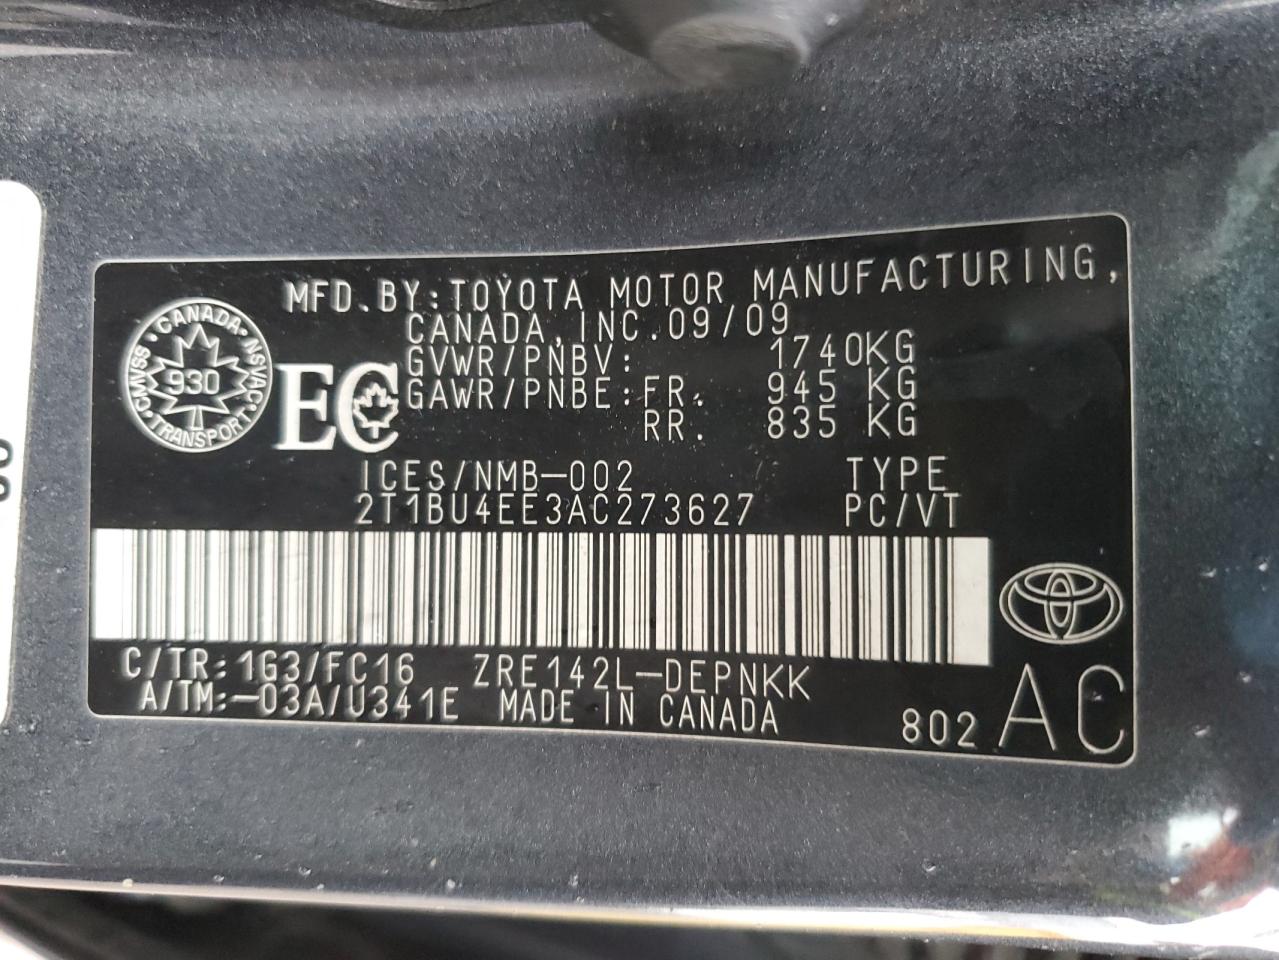 MFD.BY:TOYOTA MOTOR MANUFACTURING,
CANADA,INC.09/09
GVWR/PNBV: 1740KG
GAWR/PNBE:FR. 945 KG
RR. 835 KG
CANADA
CMVSS NSVAC
930
TRANSPORT
EC
ICES/NMB-002 TYPE
2T1BU4EE3AC273627 PC/VT
C/TR:1G3/FC16 ZRE142L-DEPNKK
A/TM:-03A/U341E MADE IN CANADA
802 AC